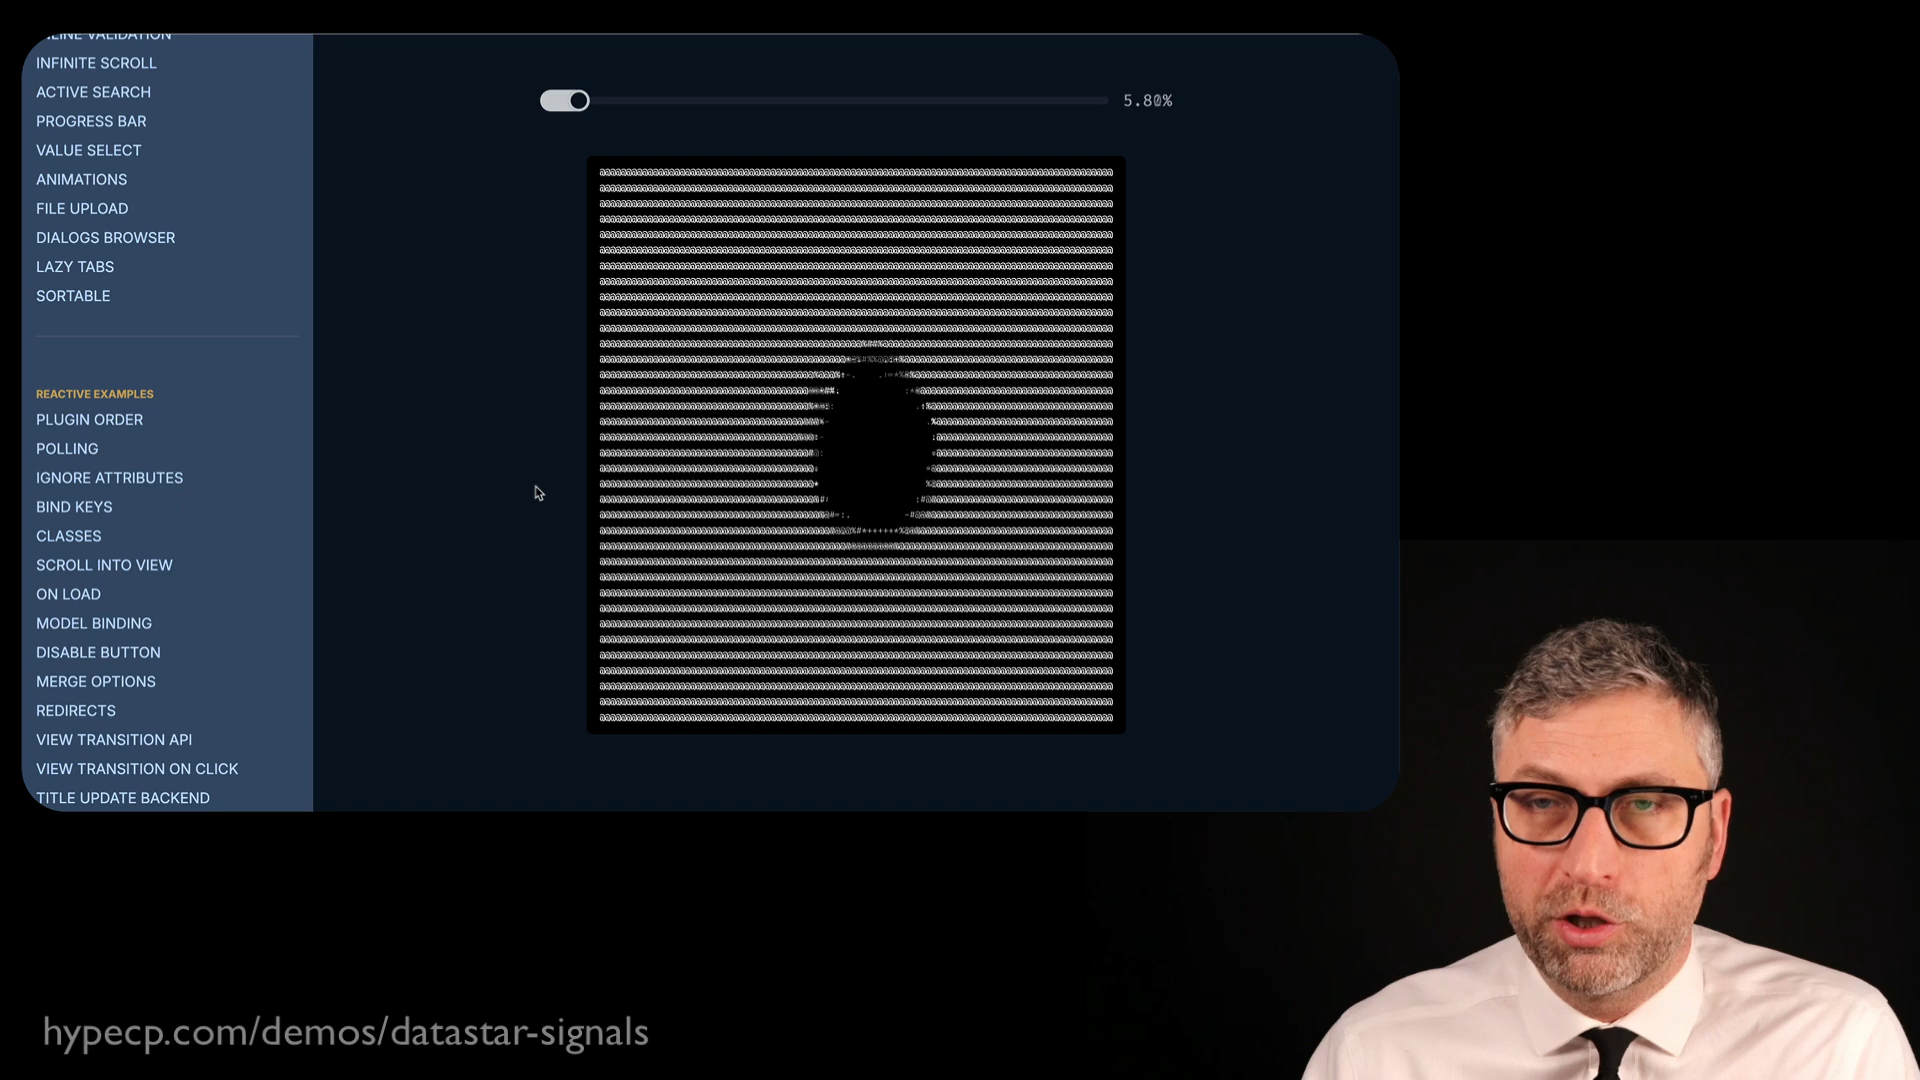 INLINE VALIDATION
INFINITE SCROLL
ACTIVE SEARCH
PROGRESS BAR
VALUE SELECT
ANIMATIONS
FILE UPLOAD
DIALOGS BROWSER
LAZY TABS
SORTABLE
REACTIVE EXAMPLES
PLUGIN ORDER
POLLING
IGNORE ATTRIBUTES
BIND KEYS
CLASSES
SCROLL INTO VIEW
ON LOAD
MODEL BINDING
DISABLE BUTTON
MERGE OPTIONS
REDIRECTS
VIEW TRANSITION API
VIEW TRANSITION ON CLICK
TITLE UPDATE BACKEND
5.80%
hypecp.com/demos/datastar-signals